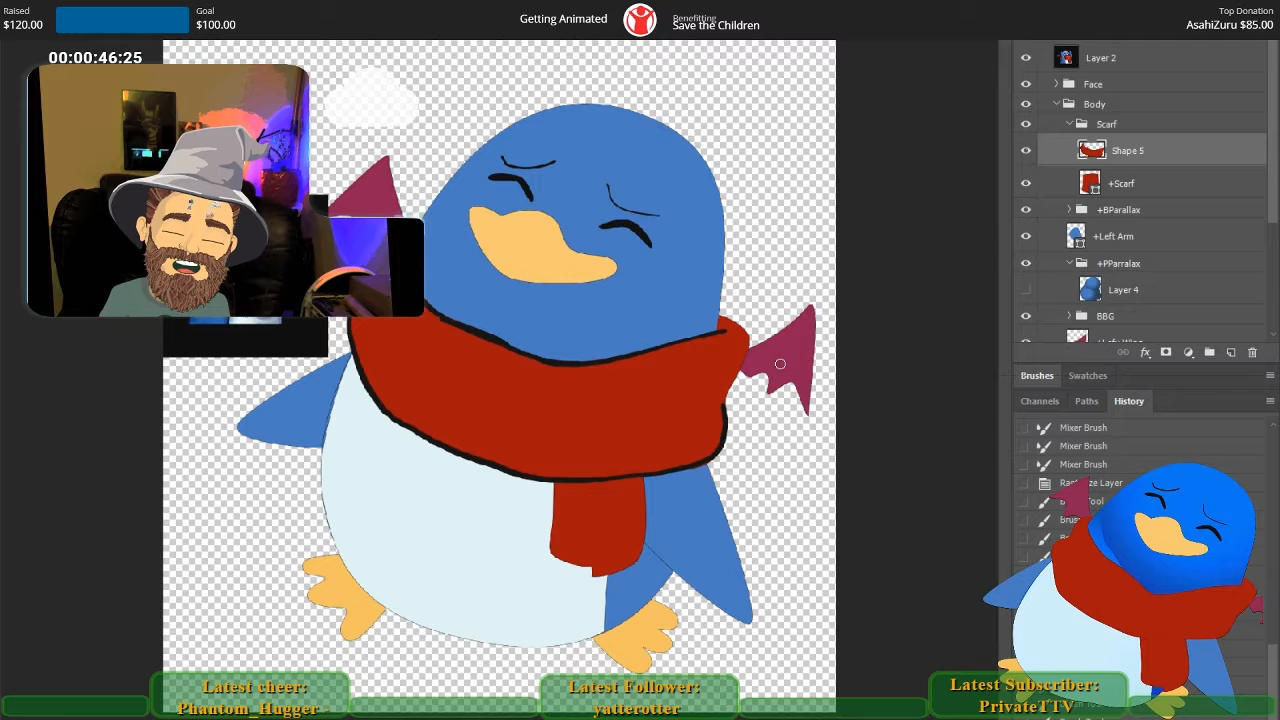 Raised
$120.00
Goal
$100.00
Getting Animated
Benefitting
Save the Children
Top Donation
AsahiZuru $85.00
00:00:46:25
Layer 2
Face
Body
Scarf
Shape 5
+Scarf
+BParallax
+Left Arm
+PParralax
Layer 4
BBG
Brushes
Swatches
Channels
Paths
History
Mixer Brush
Mixer Brush
Mixer Brush
Latest cheer:
Phantom_Hugger -
Latest Follower:
yatterotter
Latest Subscriber:
PrivateTTV